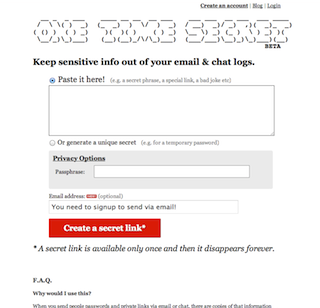 Create an account | Blog | Login
BETA
Keep sensitive info out of your email & chat logs.
Paste it here! (e.g. a secret phrase, a special link, a bad joke etc)
Or generate a unique secret (e.g. for a temporary password)
Privacy Options
Passphrase:
Email address: (optional)
You need to signup to send via email!
Create a secret link*
* A secret link is available only once and then it disappears forever.
F.A.Q.
Why would I use this?
When you send people passwords and private links via email or chat, there are copies of that information